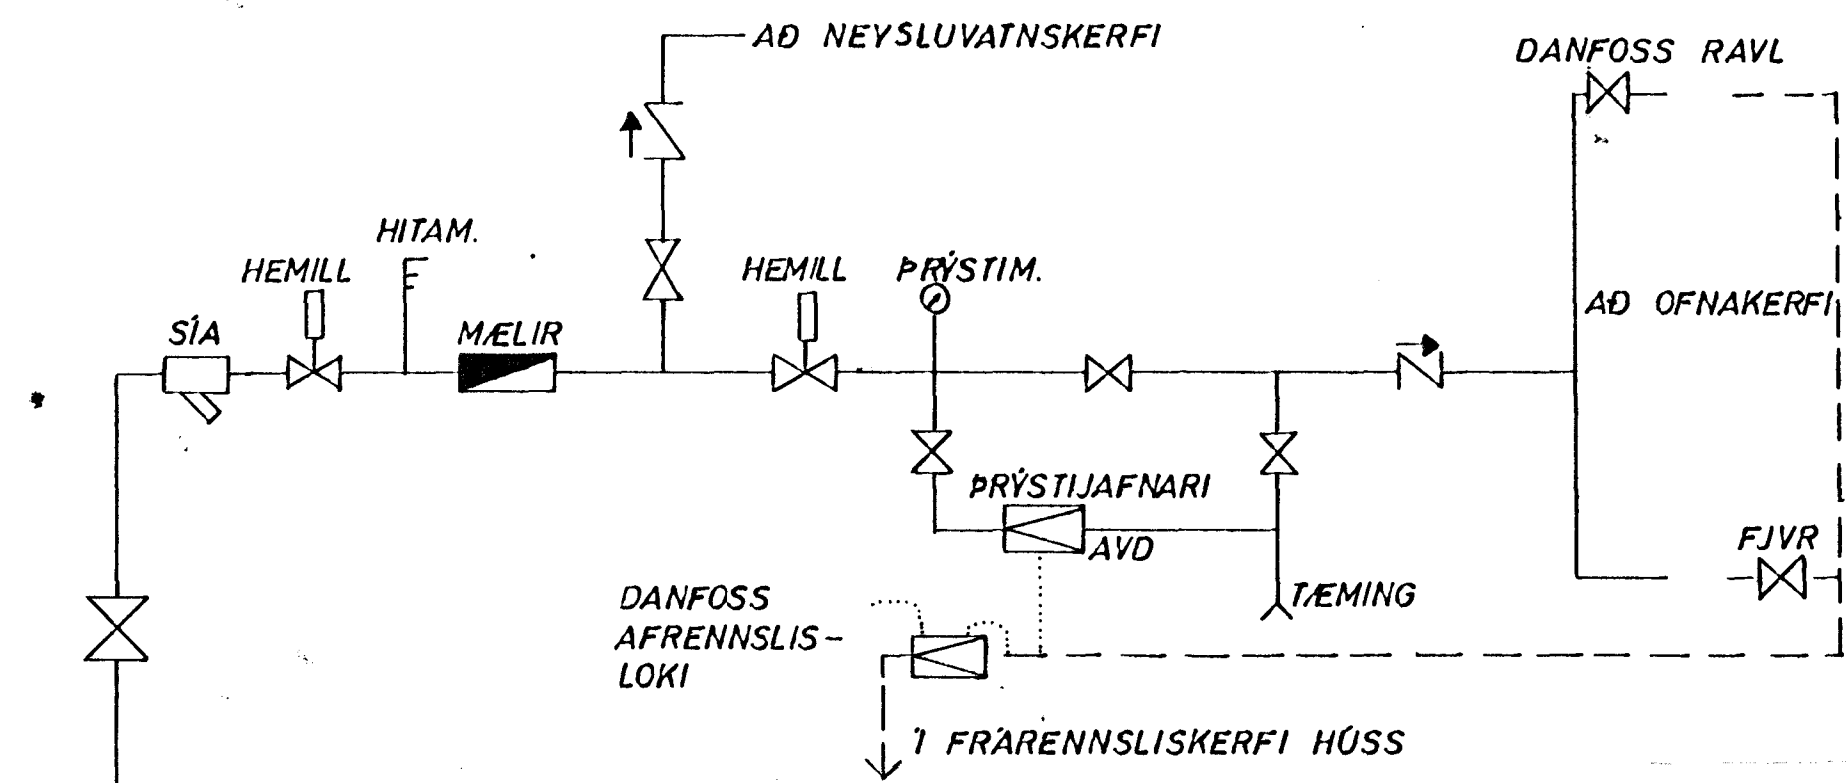 AÐ NEYSLUVATNSKERFI
DANFOSS RAVL
HITAM.
HEMILL
HEMILL
ÞRÝSTIM.
AÐ OFNAKERFI
SÍA
MÆLIR
ÞRÝSTIJAFNARI
AVD
FJVR
DANFOSS
AFRENNSLIS-
LOKI
TÆMING
Í FRÁRENNSLISKERFI HÚSS